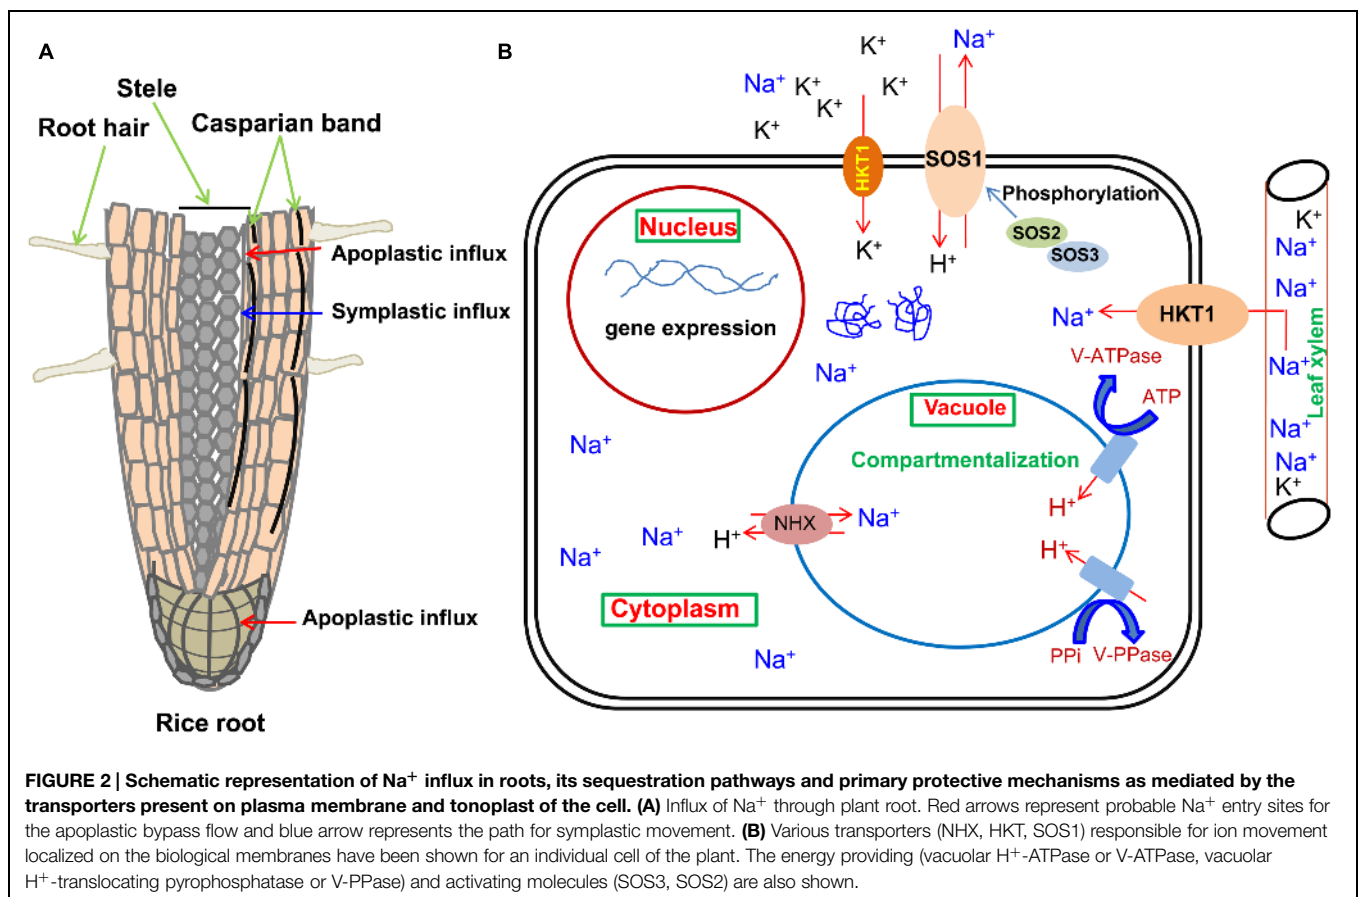 A
Stele
Root hair
Casparian band
Apoplastic influx
Symplastic influx
Apoplastic influx
Rice root
B
K⁺
Na⁺
Na⁺
K⁺
K⁺
K⁺
K⁺
HKT1
SOS1
Phosphorylation
SOS2
SOS3
K⁺
H⁺
Nucleus
gene expression
Na⁺
HKT1
K⁺
Na⁺
Na⁺
Na⁺
Na⁺
Na⁺
K⁺
Leaf xylem
Na⁺
V-ATPase
ATP
Vacuole
Compartmentalization
H⁺
Na⁺
NHX
Na⁺
H⁺
Na⁺
Na⁺
H⁺
PPi
V-PPase
Cytoplasm
Na⁺
FIGURE 2 | Schematic representation of Na⁺ influx in roots, its sequestration pathways and primary protective mechanisms as mediated by the
transporters present on plasma membrane and tonoplast of the cell. (A) Influx of Na⁺ through plant root. Red arrows represent probable Na⁺ entry sites for
the apoplastic bypass flow and blue arrow represents the path for symplastic movement. (B) Various transporters (NHX, HKT, SOS1) responsible for ion movement
localized on the biological membranes have been shown for an individual cell of the plant. The energy providing (vacuolar H⁺-ATPase or V-ATPase, vacuolar
H⁺-translocating pyrophosphatase or V-PPase) and activating molecules (SOS3, SOS2) are also shown.